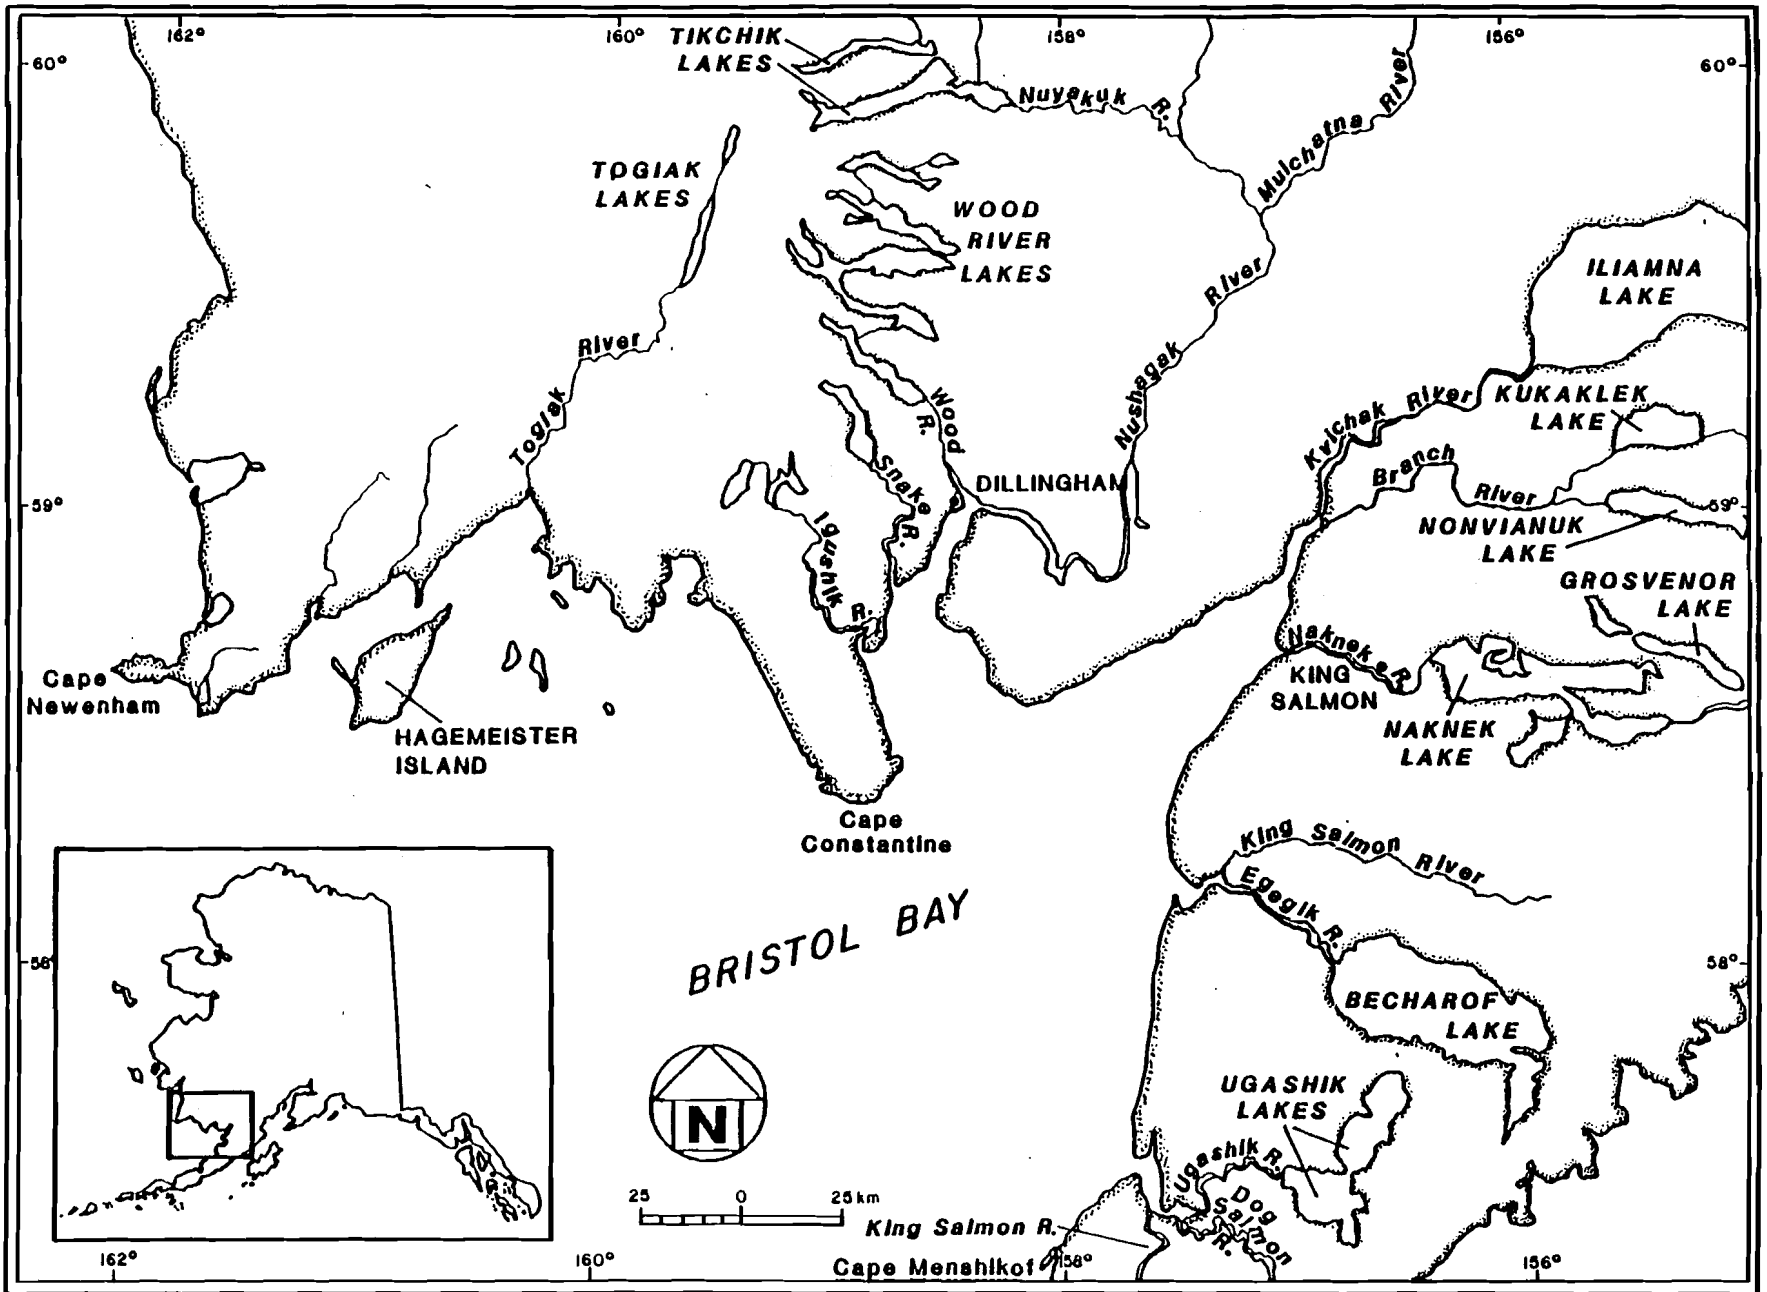 162°
160°
158°
156°
60°
60°
TIKCHIK
LAKES
Nuyakuk R.
Mulchatna River
TOGIAK
LAKES
WOOD
RIVER
LAKES
ILIAMNA
LAKE
River
Togiak
Nushagak River
Wood
R.
Kvichak River
KUKAKLEK
LAKE
Snake R.
DILLINGHAM
Branch River
59°
59°
NONVIANUK
LAKE
Igushik R.
GROSVENOR
LAKE
Naknek R.
KING
SALMON
Cape
Newenham
HAGEMEISTER
ISLAND
NAKNEK
LAKE
Cape
Constantine
King Salmon River
Egegik R.
BRISTOL BAY
58°
58°
BECHAROF
LAKE
UGASHIK
LAKES
N
Ugashik R.
Dog
Salmon
R.
25 0 25 km
King Salmon R.
Cape Menshikof
162°
160°
158°
156°